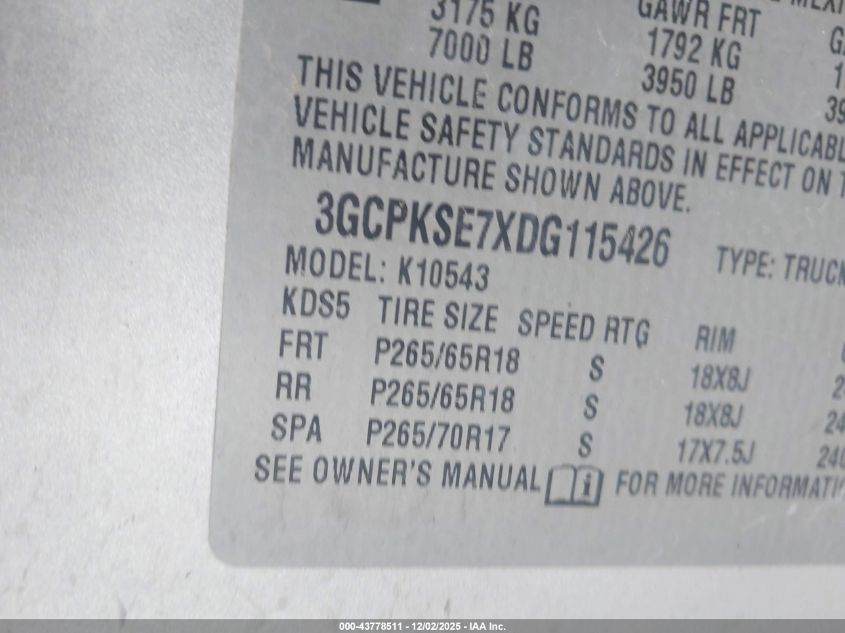 3175 KG GAWR FRT
7000 LB 1792 KG
3950 LB
THIS VEHICLE CONFORMS TO ALL
VEHICLE SAFETY STANDARDS IN EFFECT ON
MANUFACTURE SHOWN ABOVE.
3GCPKSE7XDG115426 TYPE: TRUCK
MODEL: K10543
KDS5 TIRE SIZE SPEED RTG RIM
FRT P265/65R18 S 18X8J
RR P265/65R18 S 18X8J
SPA P265/70R17 S 17X7.5J
SEE OWNER'S MANUAL FOR MORE
000-43778511 - 12/02/2025 - IAA Inc.